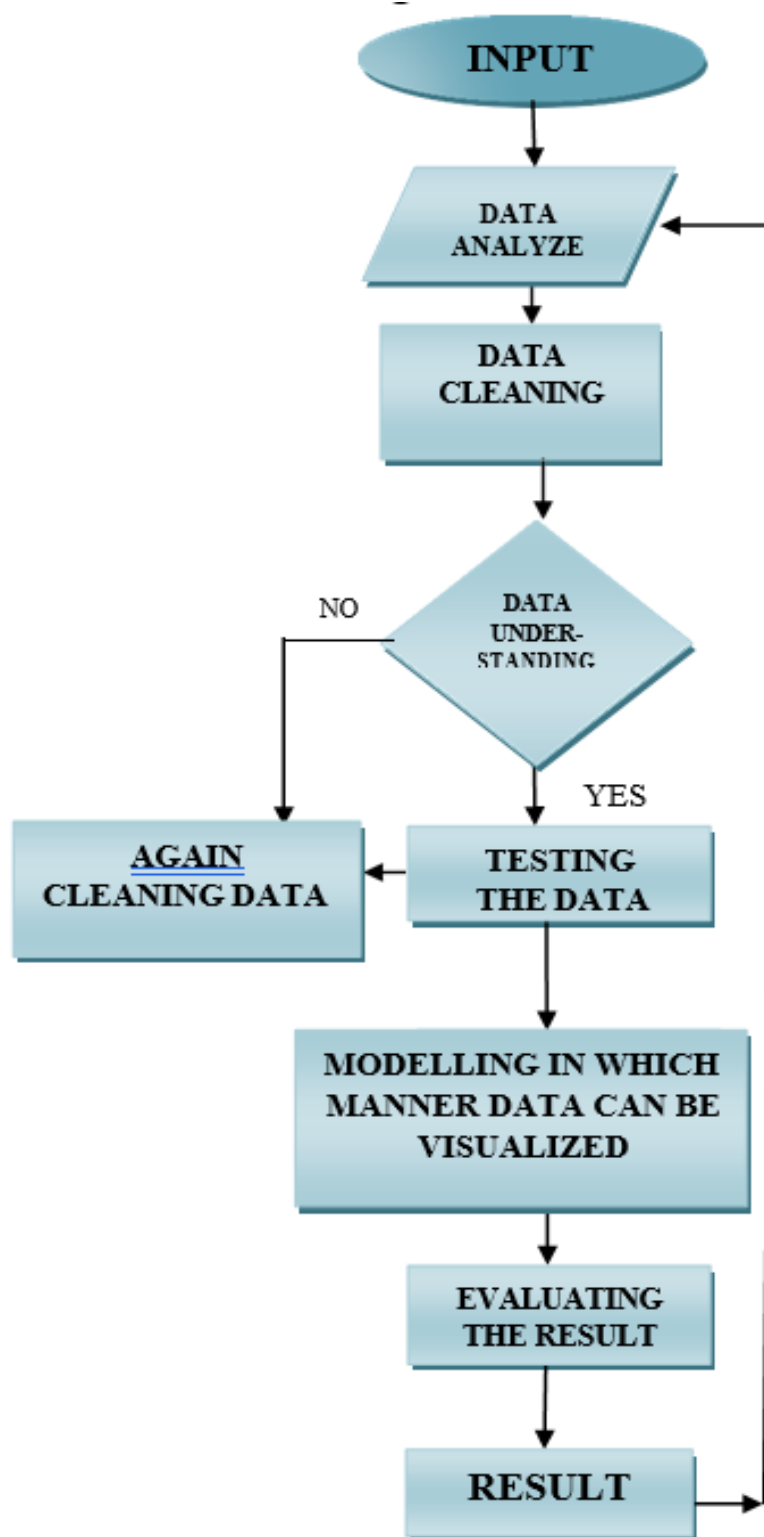 INPUT
DATA
ANALYZE
DATA
CLEANING
DATA
UNDER-
STANDING
NO
YES
AGAIN
CLEANING DATA
TESTING
THE DATA
MODELLING IN WHICH
MANNER DATA CAN BE
VISUALIZED
EVALUATING
THE RESULT
RESULT